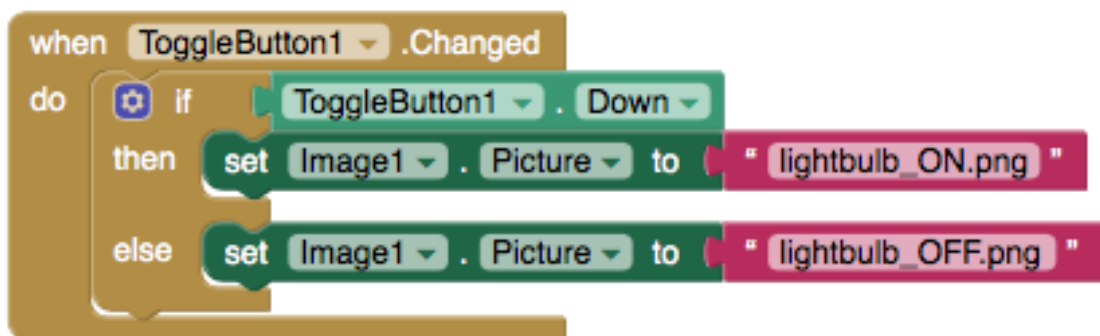 when ToggleButton1 .Changed
do if ToggleButton1 . Down
then set Image1 . Picture to " lightbulb_ON.png "
else set Image1 . Picture to " lightbulb_OFF.png "